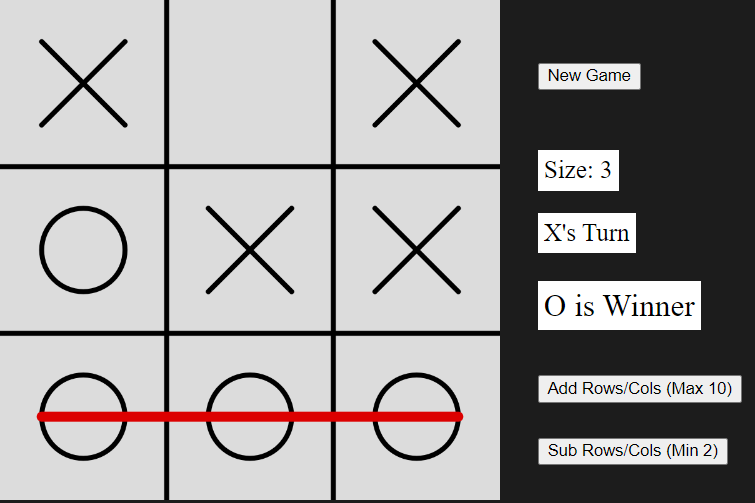 New Game
Size: 3
X's Turn
O is Winner
Add Rows/Cols (Max 10)
Sub Rows/Cols (Min 2)